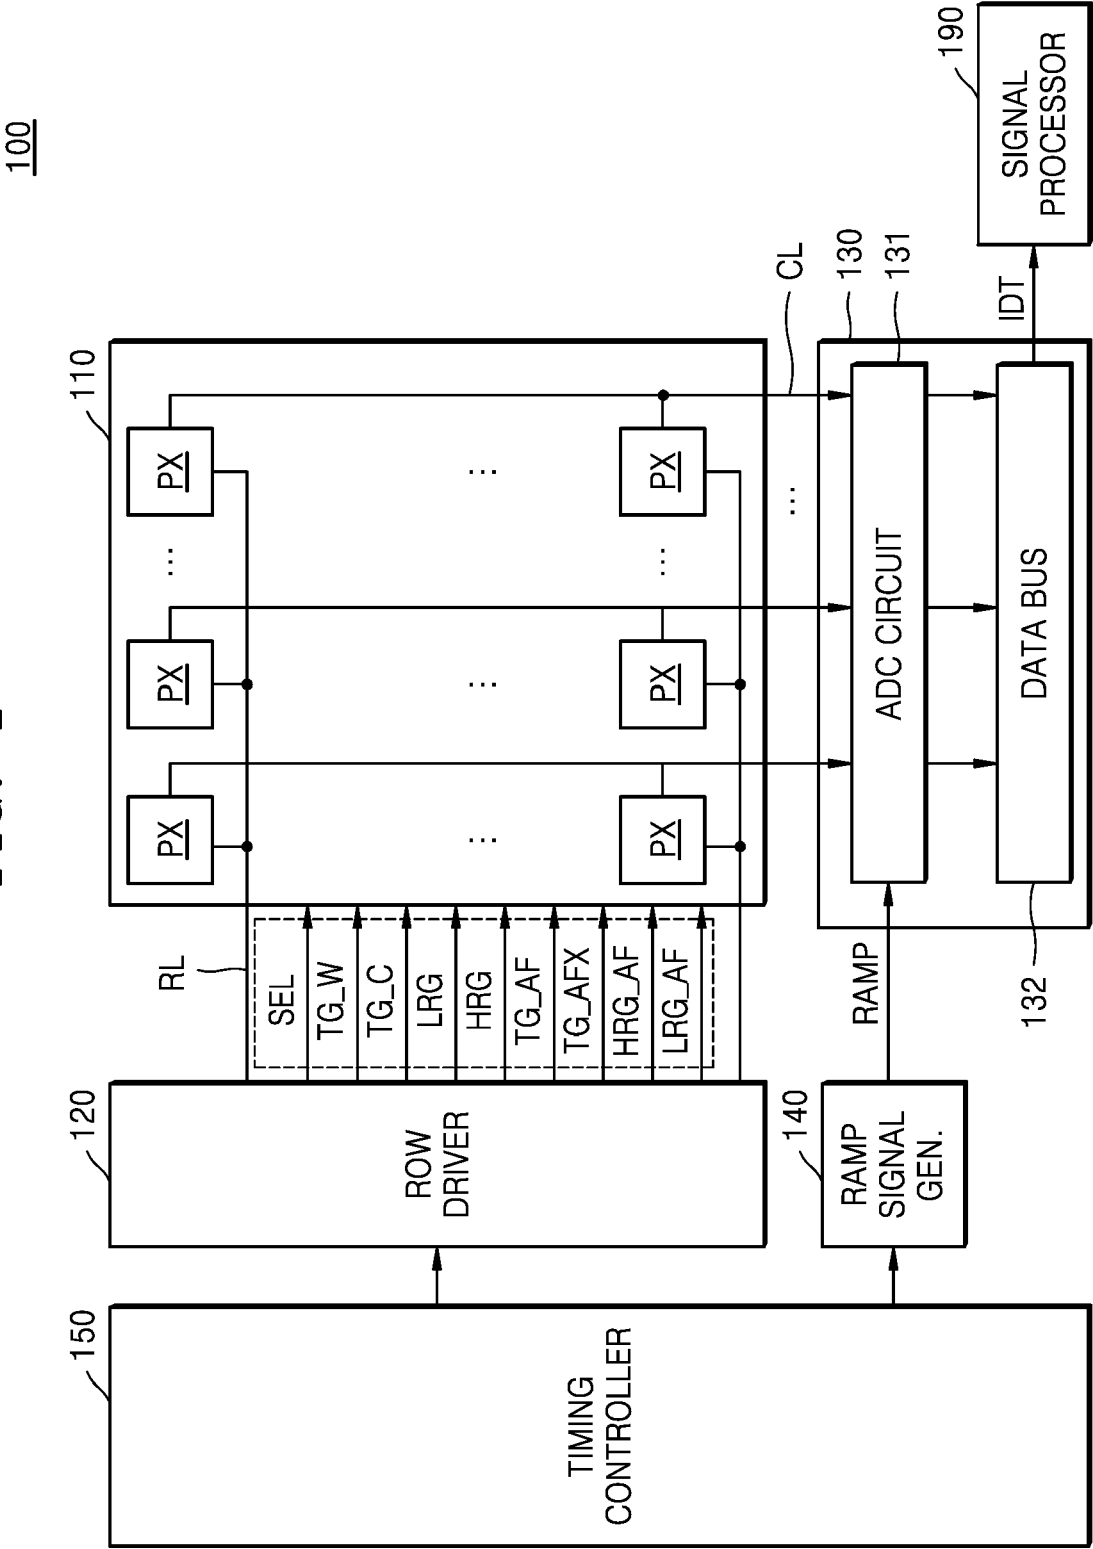 100
150
TIMING
CONTROLLER
120
ROW
DRIVER
RL
SEL
TG_W
TG_C
LRG
HRG
TG_AF
TG_AFX
HRG_AF
LRG_AF
110
PX
PX
...
PX
...
...
...
PX
PX
...
PX
CL
...
140
RAMP
SIGNAL
GEN.
RAMP
130
131
ADC CIRCUIT
132
DATA BUS
IDT
190
SIGNAL
PROCESSOR